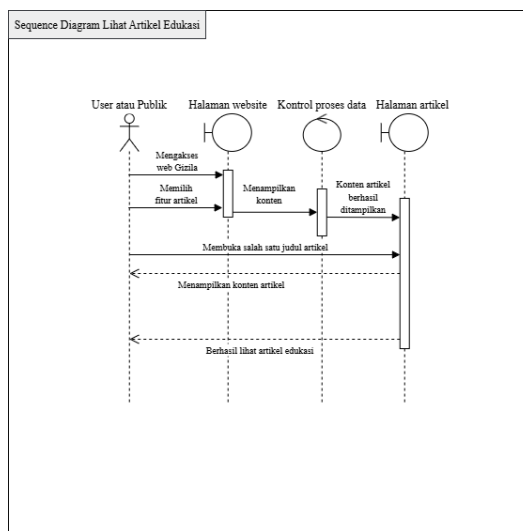 Sequence Diagram Lihat Artikel Edukasi
User atau Publik
Halaman website
Kontrol proses data
Halaman artikel
Mengakses
web Gizila
Memilih
fitur artikel
Menampilkan
konten
Konten artikel
berhasil
ditampilkan
Membuka salah satu judul artikel
Menampilkan konten artikel
Berhasil lihat artikel edukasi